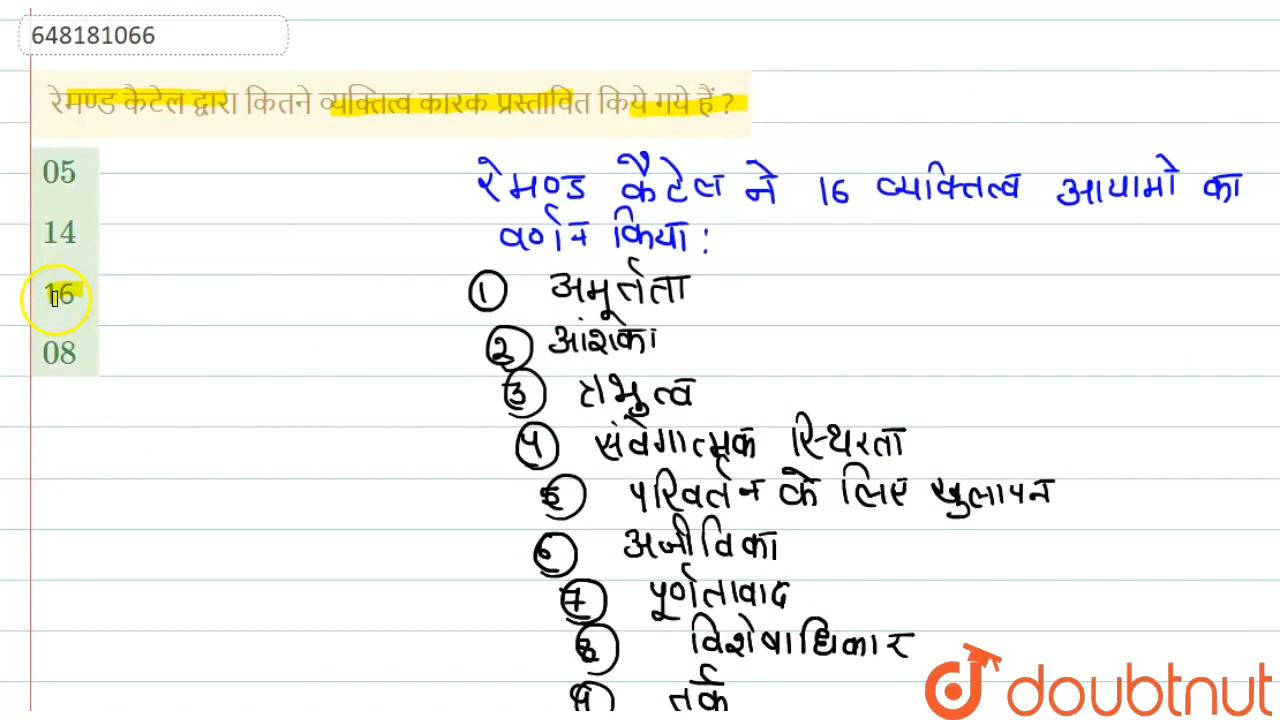 648181066
रेमण्ड कैटेल द्वारा कितने व्यक्तित्व कारक प्रस्तावित किये गये हैं ?
05
14
16
08
रेमण्ड कैटेल ने 16 व्यक्तित्व आयामो का
वर्णन किया :
1 अमूर्तता
2 आंशका
3 प्रभुत्व
4 संवेगात्मक स्थिरता
5 परिवर्तन के लिए खुलापन
6 अजीविका
7 पूर्णतावाद
8 विशेषाधिकार
9 तर्क
doubtnut